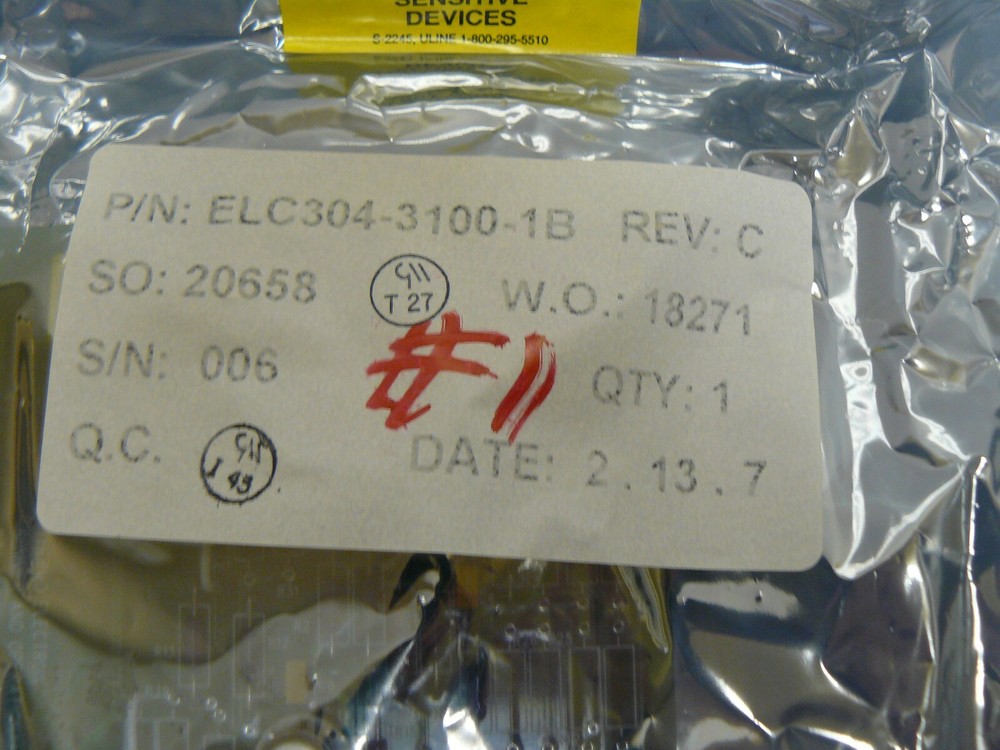 SENSITIVE
DEVICES
S-2245, ULINE 1-800-295-5510
P/N: ELC304-3100-1B REV: C
SO: 20658 T 27 W.O.: 18271
#1
S/N: 006 QTY: 1
Q.C. DATE: 2.13.7